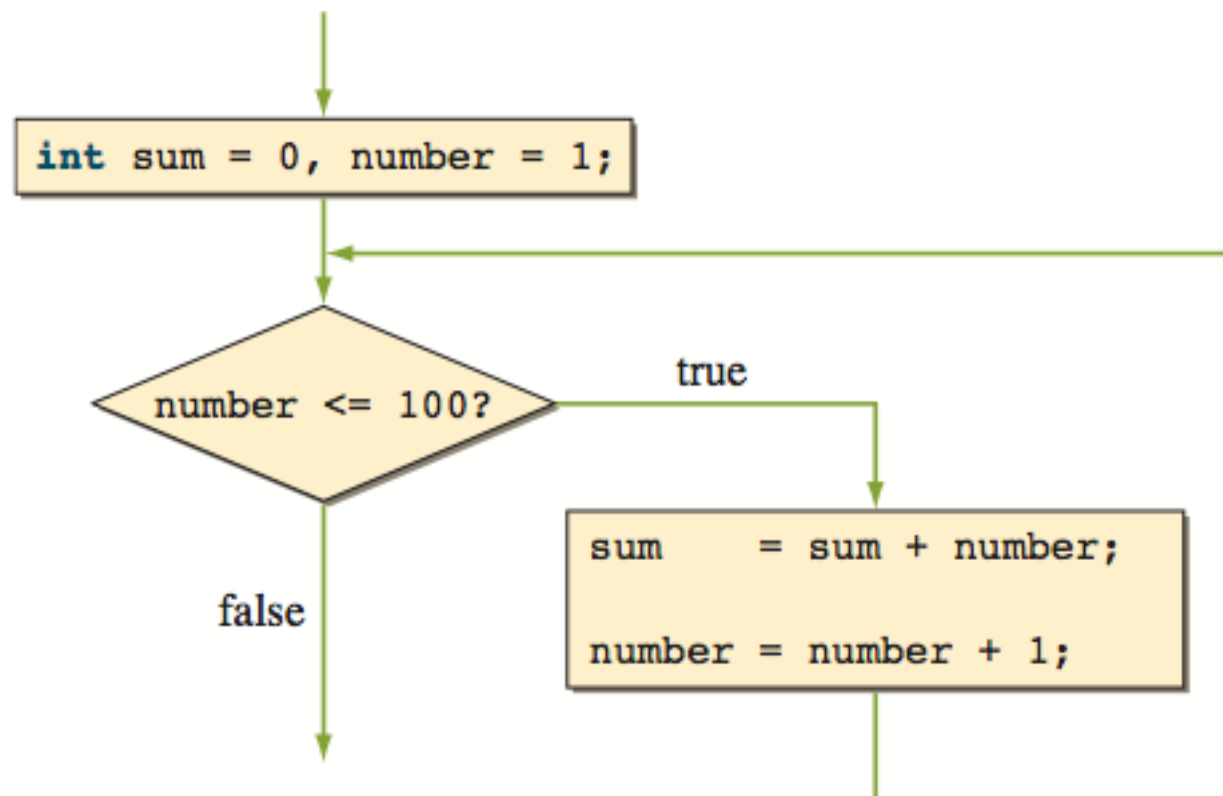 int sum = 0, number = 1;
number <= 100?
true
sum    = sum + number;
number = number + 1;
false